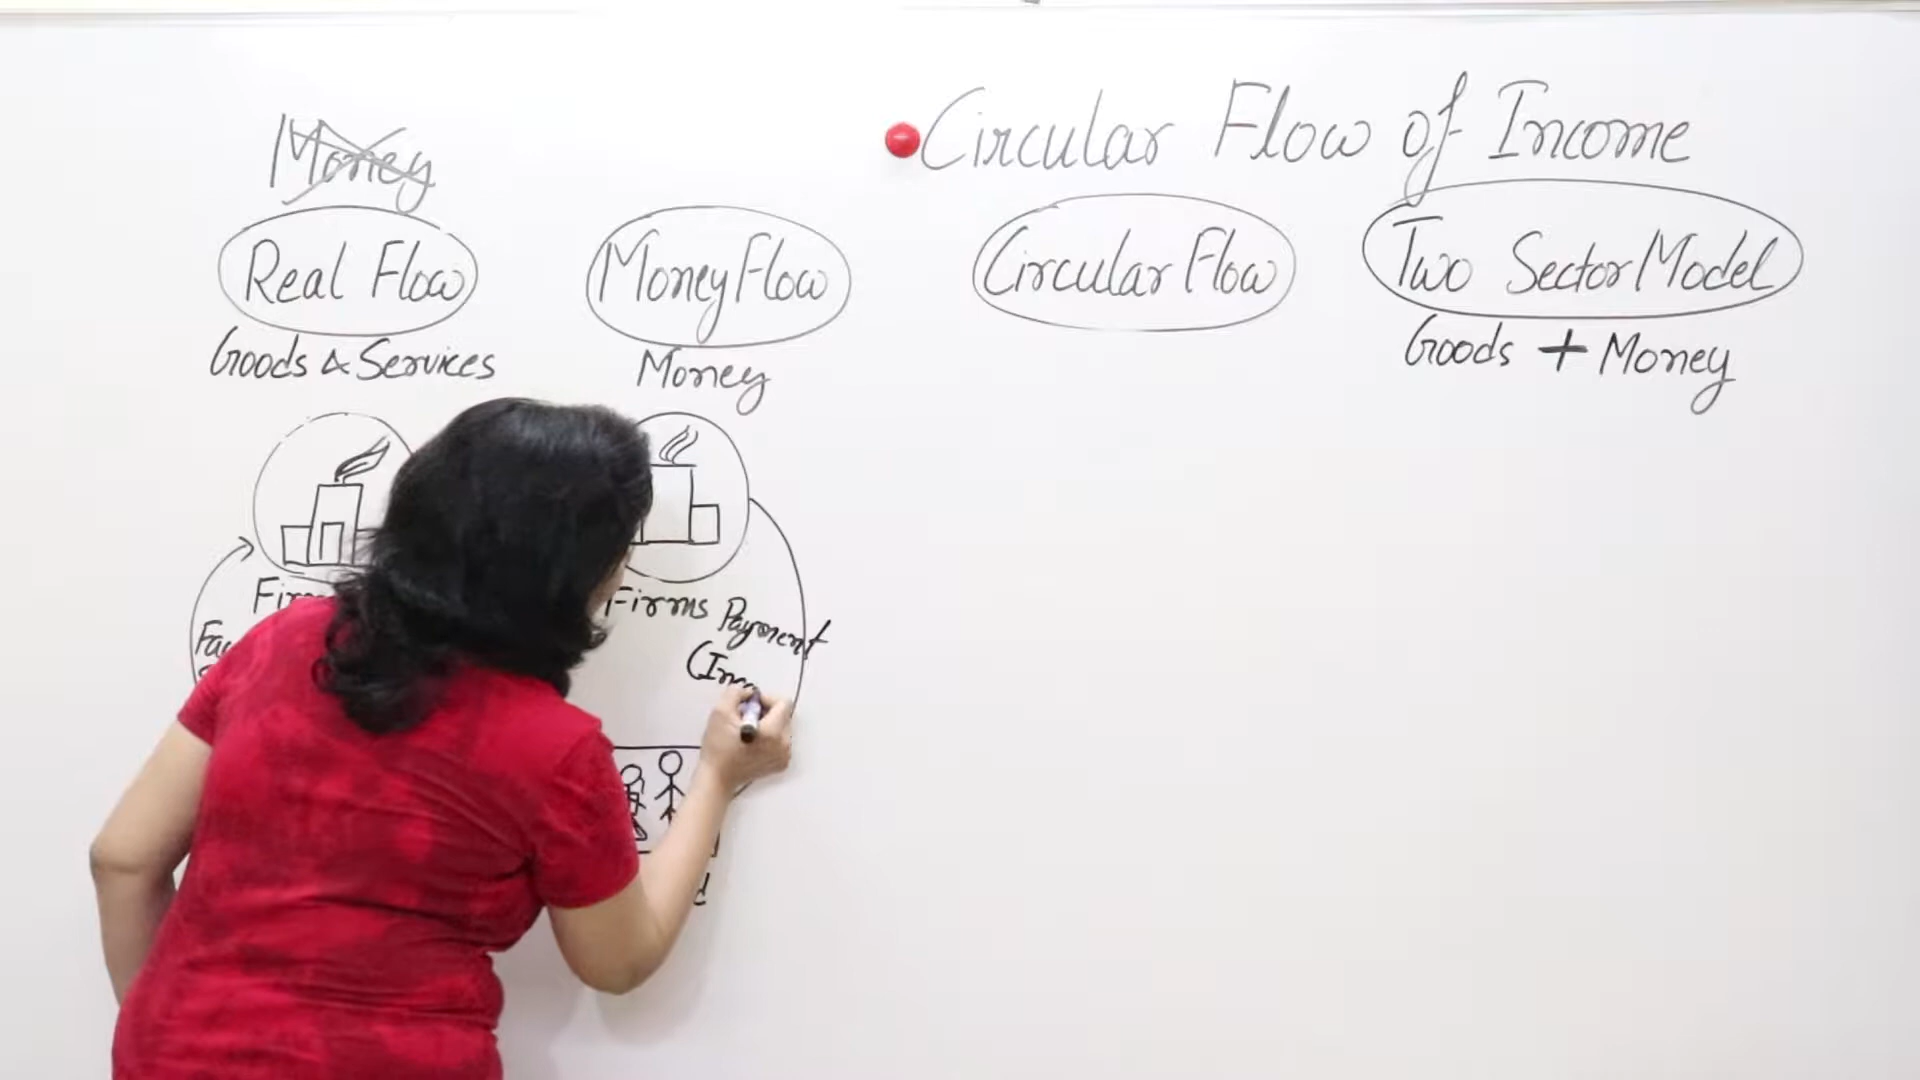 Circular Flow of Income
Money
Real Flow
Goods & Services
Money Flow
Money
Firms Payment
Circular Flow
Two Sector Model
Goods + Money